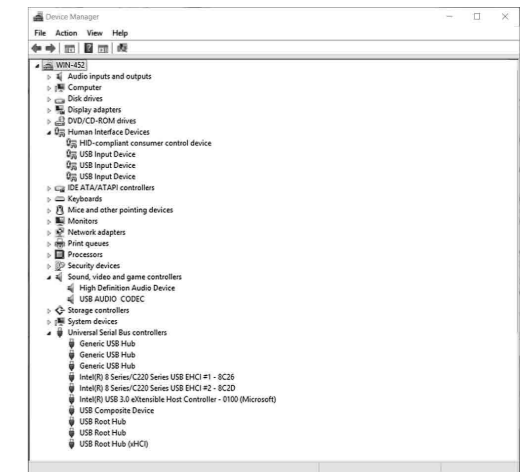 Device Manager
File Action View Help
WIN-452
Audio inputs and outputs
Computer
Disk drives
Display adapters
DVD/CD-ROM drives
Human Interface Devices
HID-compliant consumer control device
USB Input Device
USB Input Device
USB Input Device
IDE ATA/ATAPI controllers
Keyboards
Mice and other pointing devices
Monitors
Network adapters
Print queues
Processors
Security devices
Sound, video and game controllers
High Definition Audio Device
USB AUDIO CODEC
Storage controllers
System devices
Universal Serial Bus controllers
Generic USB Hub
Generic USB Hub
Generic USB Hub
Intel(R) 8 Series/C220 Series USB EHCI #1 - 8C26
Intel(R) 8 Series/C220 Series USB EHCI #2 - 8C2D
Intel(R) USB 3.0 eXtensible Host Controller - 0100 (Microsoft)
USB Composite Device
USB Root Hub
USB Root Hub
USB Root Hub (xHCI)